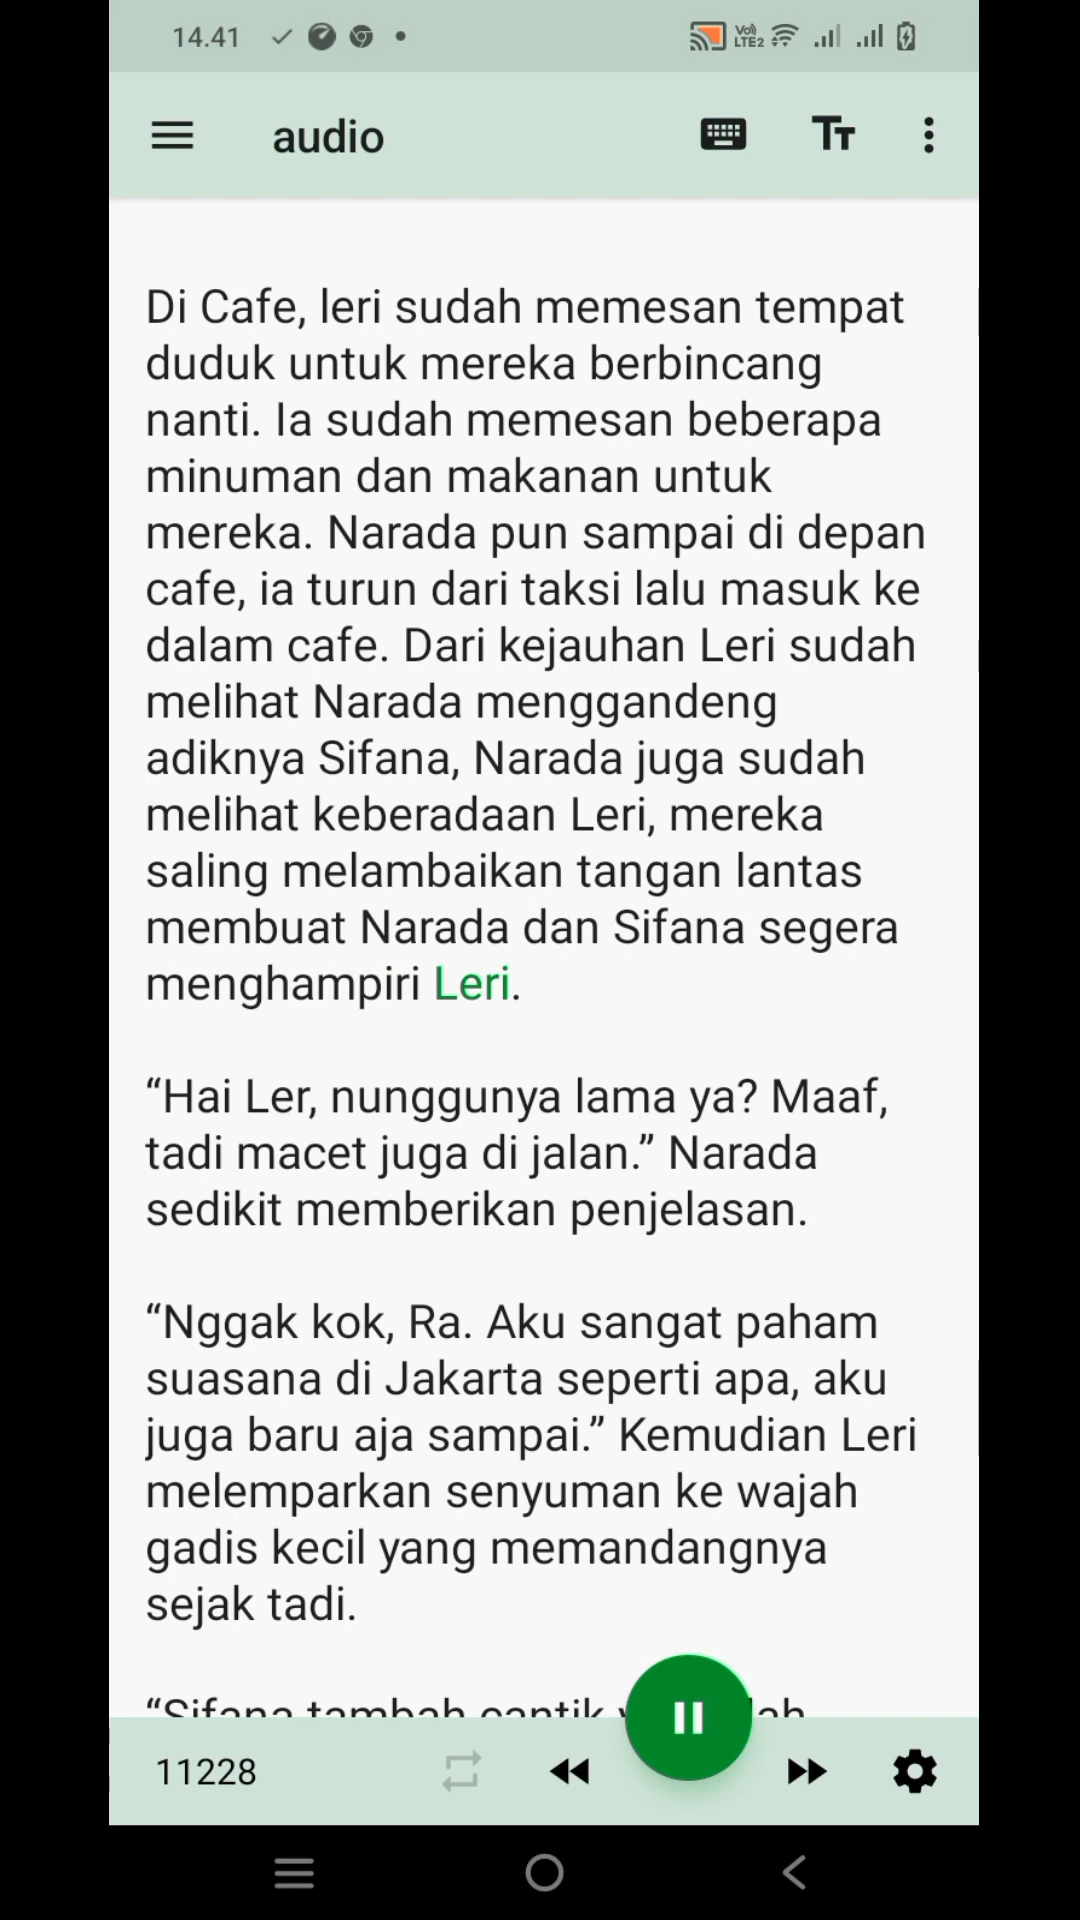 14.41
Vo) LTE2
audio
Di Cafe, leri sudah memesan tempat
duduk untuk mereka berbincang
nanti. Ia sudah memesan beberapa
minuman dan makanan untuk
mereka. Narada pun sampai di depan
cafe, ia turun dari taksi lalu masuk ke
dalam cafe. Dari kejauhan Leri sudah
melihat Narada menggandeng
adiknya Sifana, Narada juga sudah
melihat keberadaan Leri, mereka
saling melambaikan tangan lantas
membuat Narada dan Sifana segera
menghampiri Leri.
“Hai Ler, nunggunya lama ya? Maaf,
tadi macet juga di jalan.” Narada
sedikit memberikan penjelasan.
“Nggak kok, Ra. Aku sangat paham
suasana di Jakarta seperti apa, aku
juga baru aja sampai.” Kemudian Leri
melemparkan senyuman ke wajah
gadis kecil yang memandangnya
sejak tadi.
“Sifana tambah cantik
11228